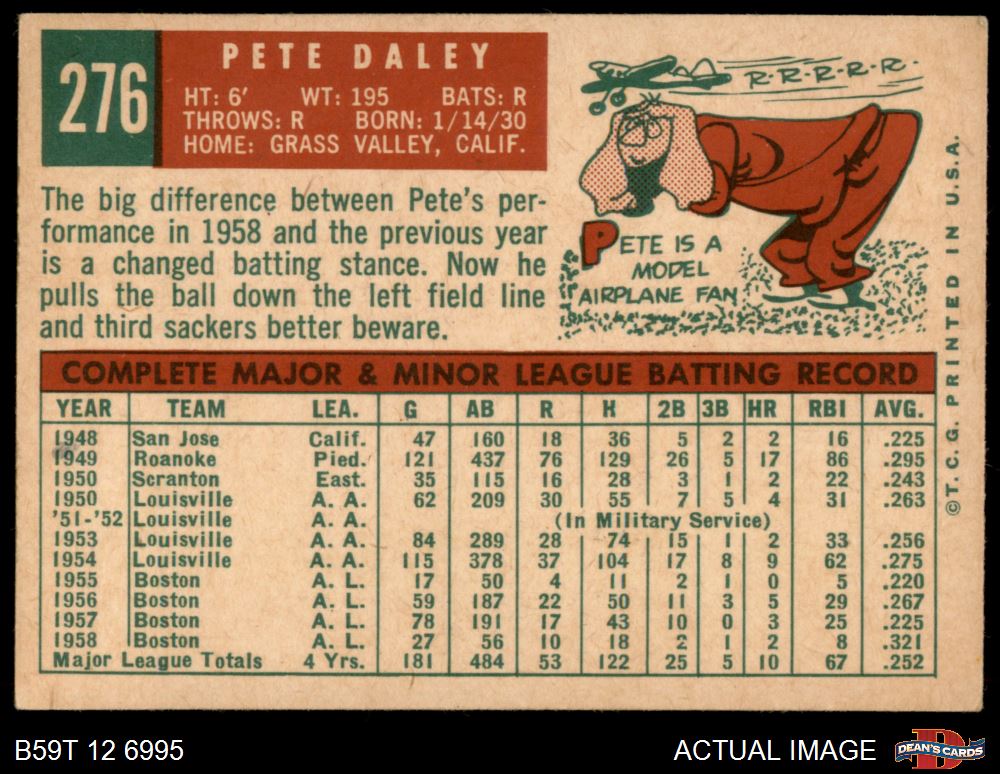 276
PETE DALEY
HT: 6' WT: 195 BATS: R
THROWS: R BORN: 1/14/30
HOME: GRASS VALLEY, CALIF.
The big difference between Pete's per-
formance in 1958 and the previous year
is a changed batting stance. Now he
pulls the ball down the left field line
and third sackers better beware.
R-R-R-R-R-R-
PETE IS A
MODEL
AIRPLANE FAN
COMPLETE MAJOR & MINOR LEAGUE BATTING RECORD
YEAR TEAM LEA. G AB R H 2B 3B HR RBI AVG.
1948 San Jose Calif. 47 160 18 36 5 2 2 16 .225
1949 Roanoke Pied. 121 437 76 129 26 5 17 86 .295
1950 Scranton East. 35 115 16 28 3 1 2 22 .243
1950 Louisville A. A. 62 209 30 55 7 5 4 31 .263
'51-'52 Louisville A. A. (In Military Service)
1953 Louisville A. A. 84 289 28 74 15 1 2 33 .256
1954 Louisville A. A. 115 378 37 104 17 8 9 62 .275
1955 Boston A. L. 17 50 4 11 2 1 0 5 .220
1956 Boston A. L. 59 187 22 50 11 3 5 29 .267
1957 Boston A. L. 78 191 17 43 10 0 3 25 .225
1958 Boston A. L. 27 56 10 18 2 1 2 8 .321
Major League Totals 4 Yrs. 181 484 53 122 25 5 10 67 .252
©T.C.G. PRINTED IN U.S.A.
B59T 12 6995
ACTUAL IMAGE
D
DEAN'S CARDS